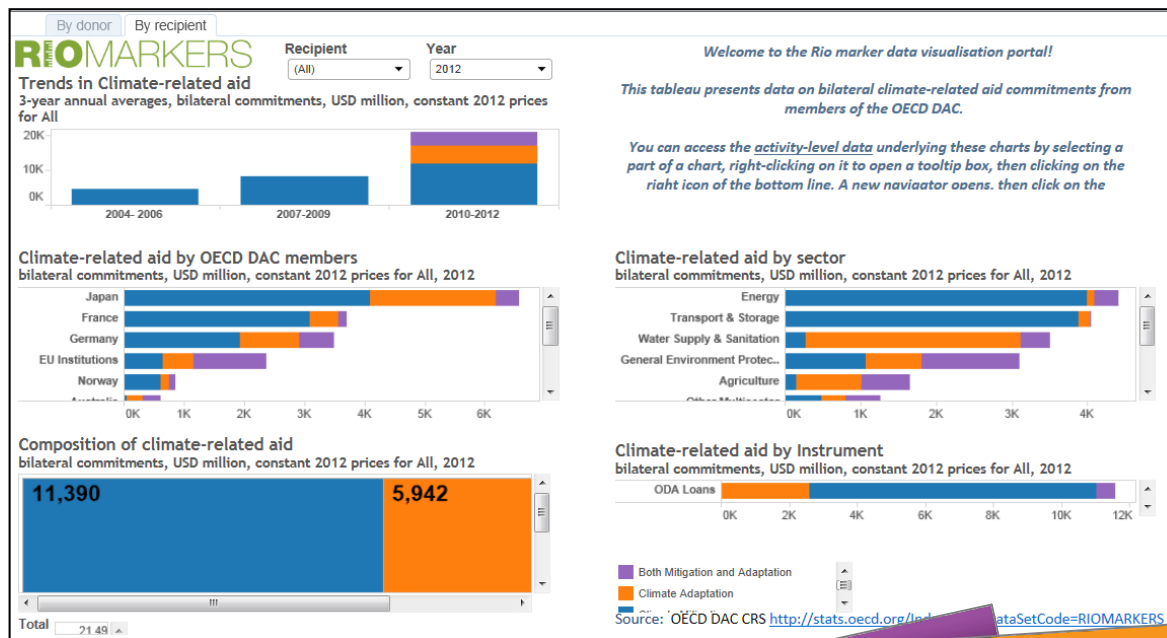 By donor By recipient
RIOMARKERS
Recipient Year
(All) 2012
Trends in Climate-related aid
3-year annual averages, bilateral commitments, USD million, constant 2012 prices
for All
20K
10K
0K
2004- 2006 2007-2009 2010-2012
Welcome to the Rio marker data visualisation portal!
This tableau presents data on bilateral climate-related aid commitments from
members of the OECD DAC.
You can access the activity-level data underlying these charts by selecting a
part of a chart, right-clicking on it to open a tooltip box, then clicking on the
right icon of the bottom line. A new navigator opens, then click on the
Climate-related aid by OECD DAC members
bilateral commitments, USD million, constant 2012 prices for All, 2012
Japan
France
Germany
EU Institutions
Norway
Australia
0K 1K 2K 3K 4K 5K 6K
Climate-related aid by sector
bilateral commitments, USD million, constant 2012 prices for All, 2012
Energy
Transport & Storage
Water Supply & Sanitation
General Environment Protec..
Agriculture
Other Multisector
0K 1K 2K 3K 4K
Composition of climate-related aid
bilateral commitments, USD million, constant 2012 prices for All, 2012
11,390 5,942
Total 21,49
Climate-related aid by Instrument
bilateral commitments, USD million, constant 2012 prices for All, 2012
ODA Loans
0K 2K 4K 6K 8K 10K 12K
Both Mitigation and Adaptation
Climate Adaptation
Source: OECD DAC CRS http://stats.oecd.org/Ind ataSetCode=RIOMARKERS